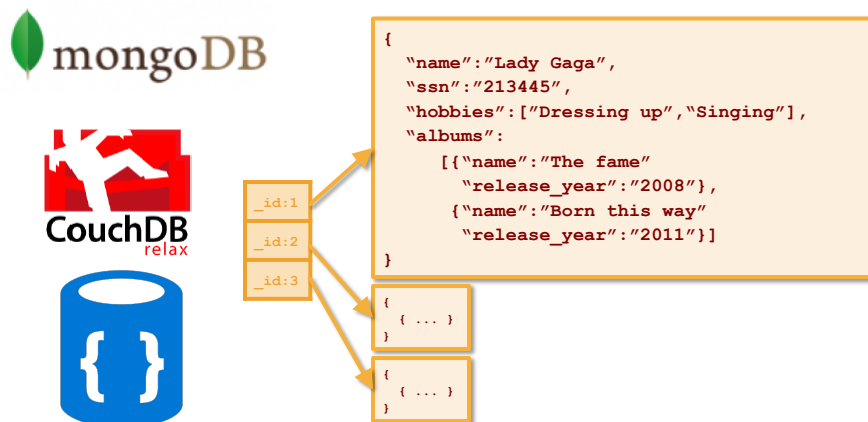 mongoDB
CouchDB
relax
{ }
_id:1
_id:2
_id:3
{
“name”:”Lady Gaga”,
“ssn”:”213445”,
“hobbies”:[”Dressing up”,“Singing”],
“albums”:
[{“name”:”The fame”
“release_year”:”2008”},
{“name”:”Born this way”
“release_year”:”2011”}]
}
{
{ ... }
}
{
{ ... }
}